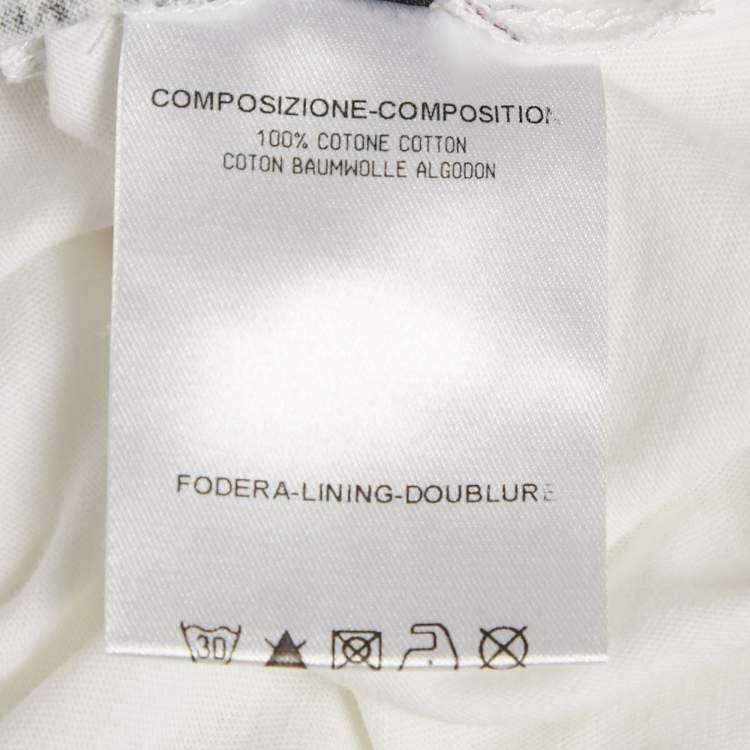 COMPOSIZIONE-COMPOSITION
100% COTONE COTTON
COTON BAUMWOLLE ALGODON
FODERA-LINING-DOUBLURE
30